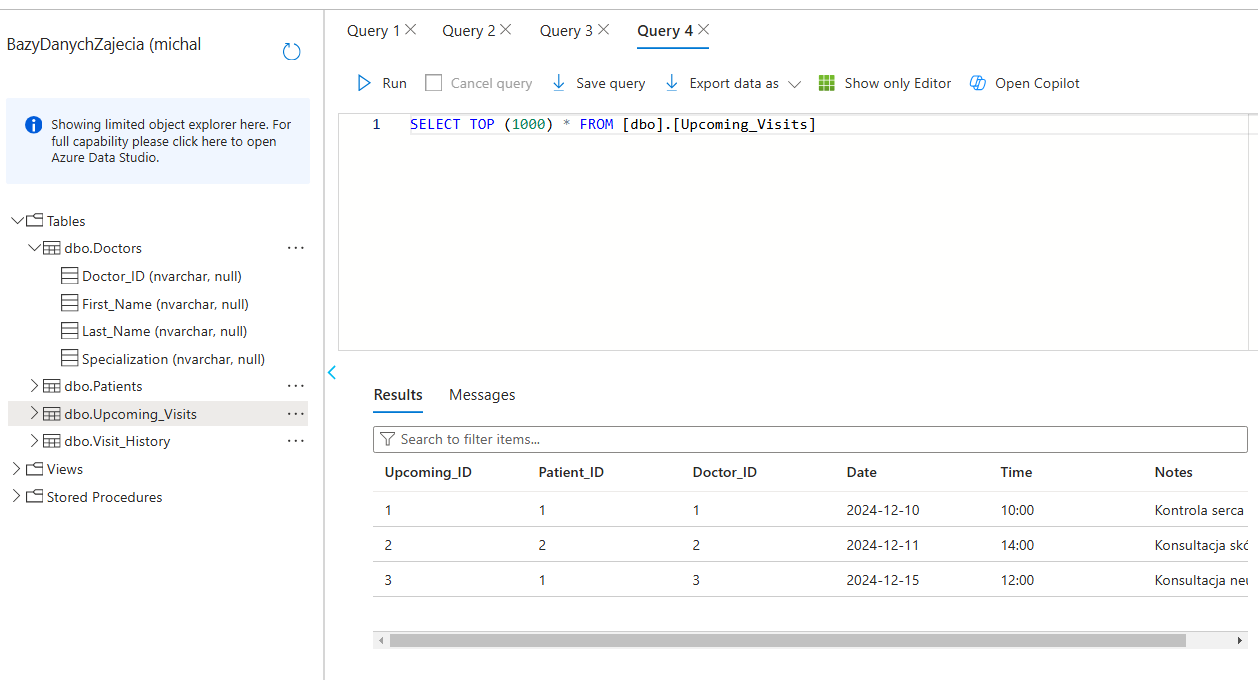 BazyDanychZajecia (michal
Showing limited object explorer here. For
full capability please click here to open
Azure Data Studio.
Tables
dbo.Doctors
Doctor_ID (nvarchar, null)
First_Name (nvarchar, null)
Last_Name (nvarchar, null)
Specialization (nvarchar, null)
dbo.Patients
dbo.Upcoming_Visits
dbo.Visit_History
Views
Stored Procedures
Query 1 Query 2 Query 3 Query 4
Run Cancel query Save query Export data as Show only Editor Open Copilot
1 SELECT TOP (1000) * FROM [dbo].[Upcoming_Visits]
Results Messages
Search to filter items...
Upcoming_ID Patient_ID Doctor_ID Date Time Notes
1 1 1 2024-12-10 10:00 Kontrola serca
2 2 2 2024-12-11 14:00 Konsultacja skó
3 1 3 2024-12-15 12:00 Konsultacja neu